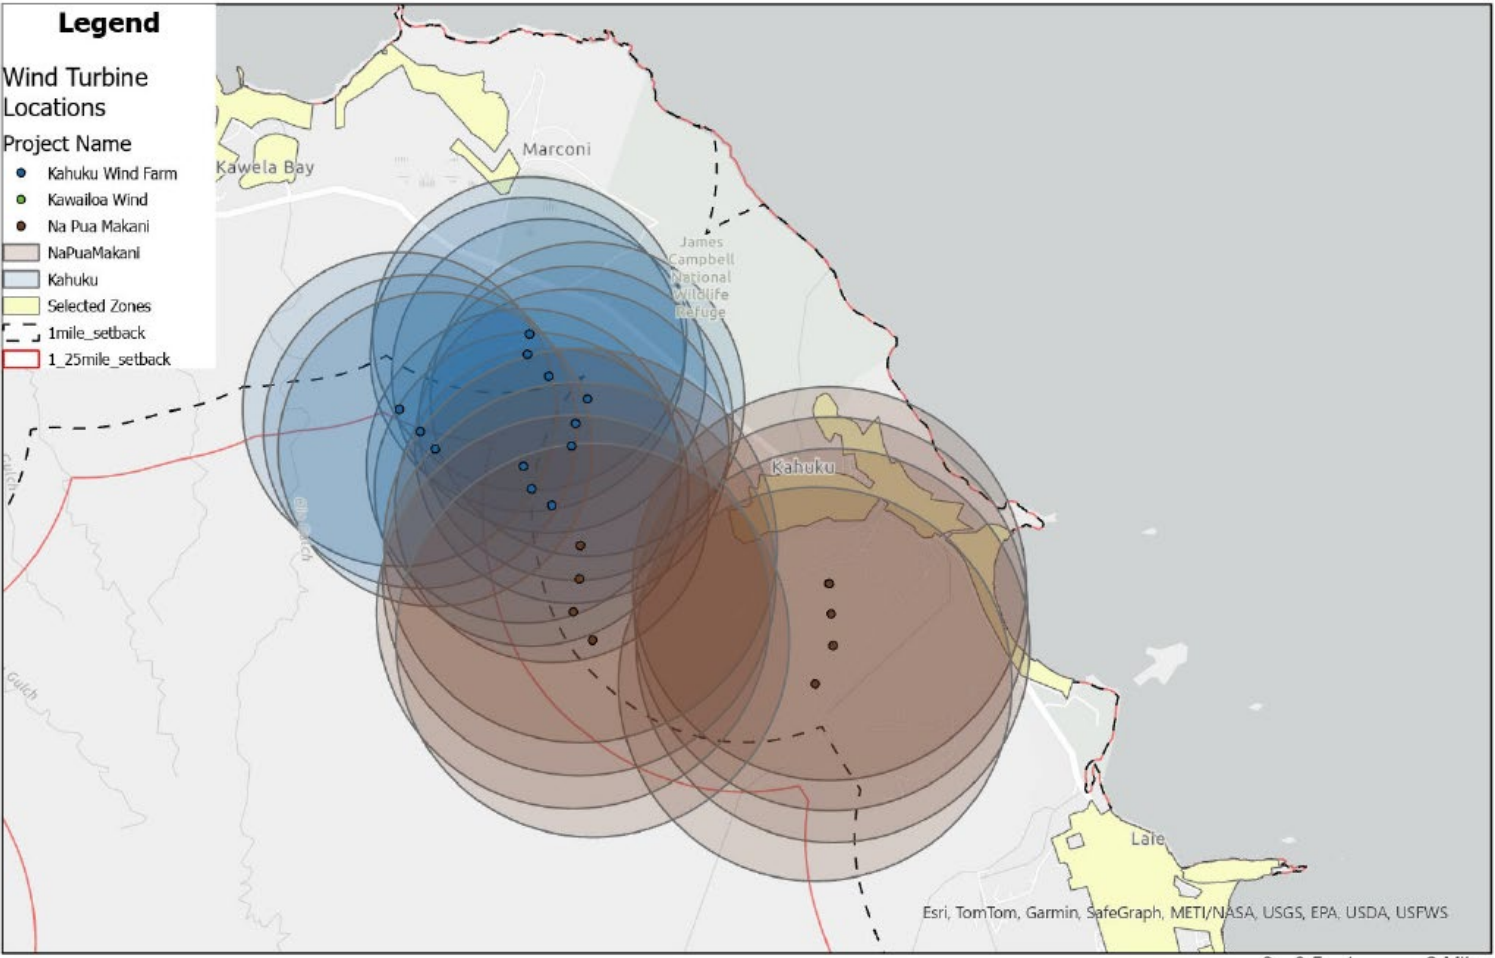 Legend
Wind Turbine
Locations
Project Name
Kahuku Wind Farm
Kawailoa Wind
Na Pua Makani
NaPuaMakani
Kahuku
Selected Zones
1mile_setback
1_25mile_setback
Marconi
Kawela Bay
James
Campbell
National
Wildlife
Refuge
Kahuku
Gulch
Gulch
Laie
Esri, TomTom, Garmin, SafeGraph, METI/NASA, USGS, EPA, USDA, USFWS